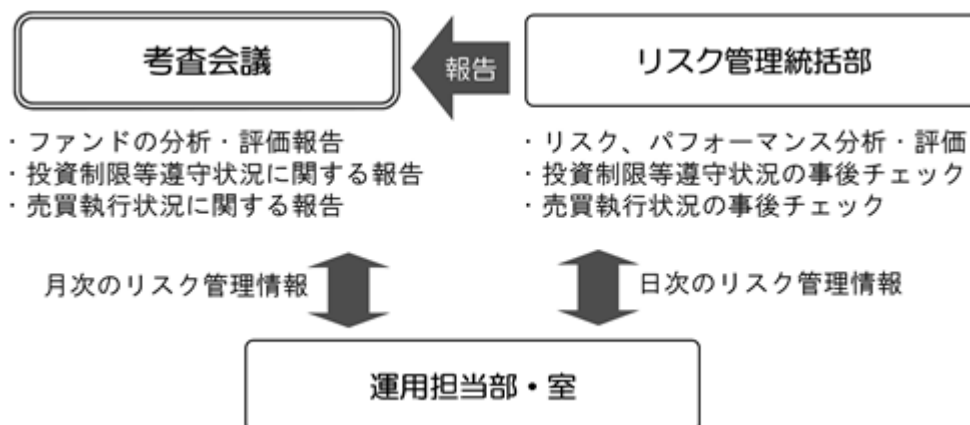 考査会議
報告
リスク管理統括部
・ファンドの分析・評価報告
・投資制限等遵守状況に関する報告
・売買執行状況に関する報告
・リスク、パフォーマンス分析・評価
・投資制限等遵守状況の事後チェック
・売買執行状況の事後チェック
月次のリスク管理情報
日次のリスク管理情報
運用担当部・室